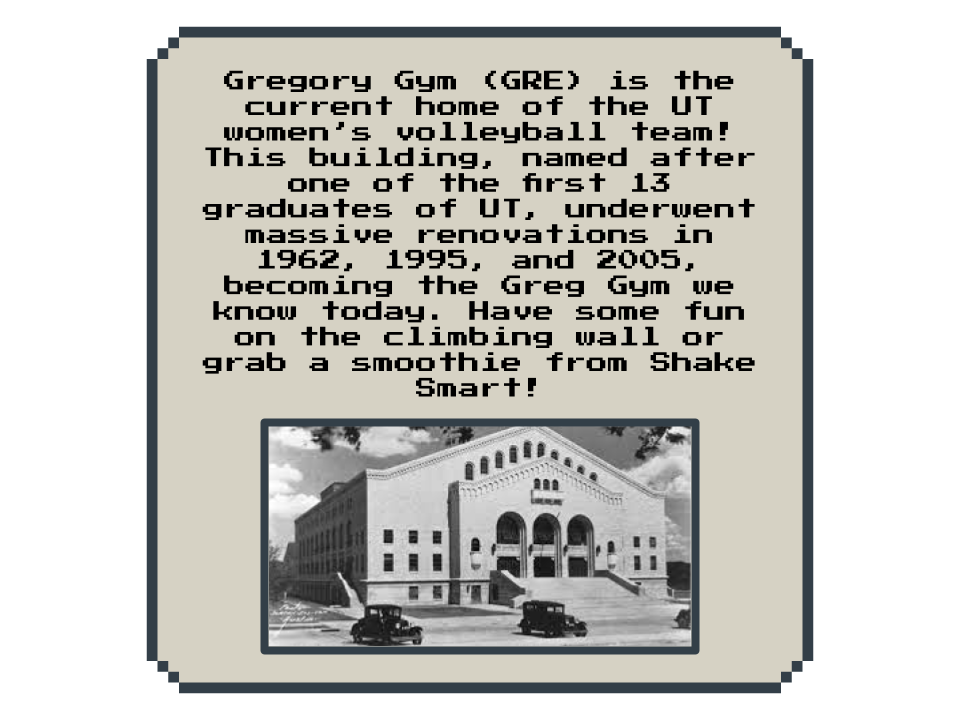 Gregory Gym (GRE) is the
current home of the UT
women's volleyball team!
This building, named after
one of the first 13
graduates of UT, underwent
massive renovations in
1962, 1995, and 2005,
becoming the Greg Gym we
know today. Have some fun
on the climbing wall or
grab a smoothie from Shake
Smart!